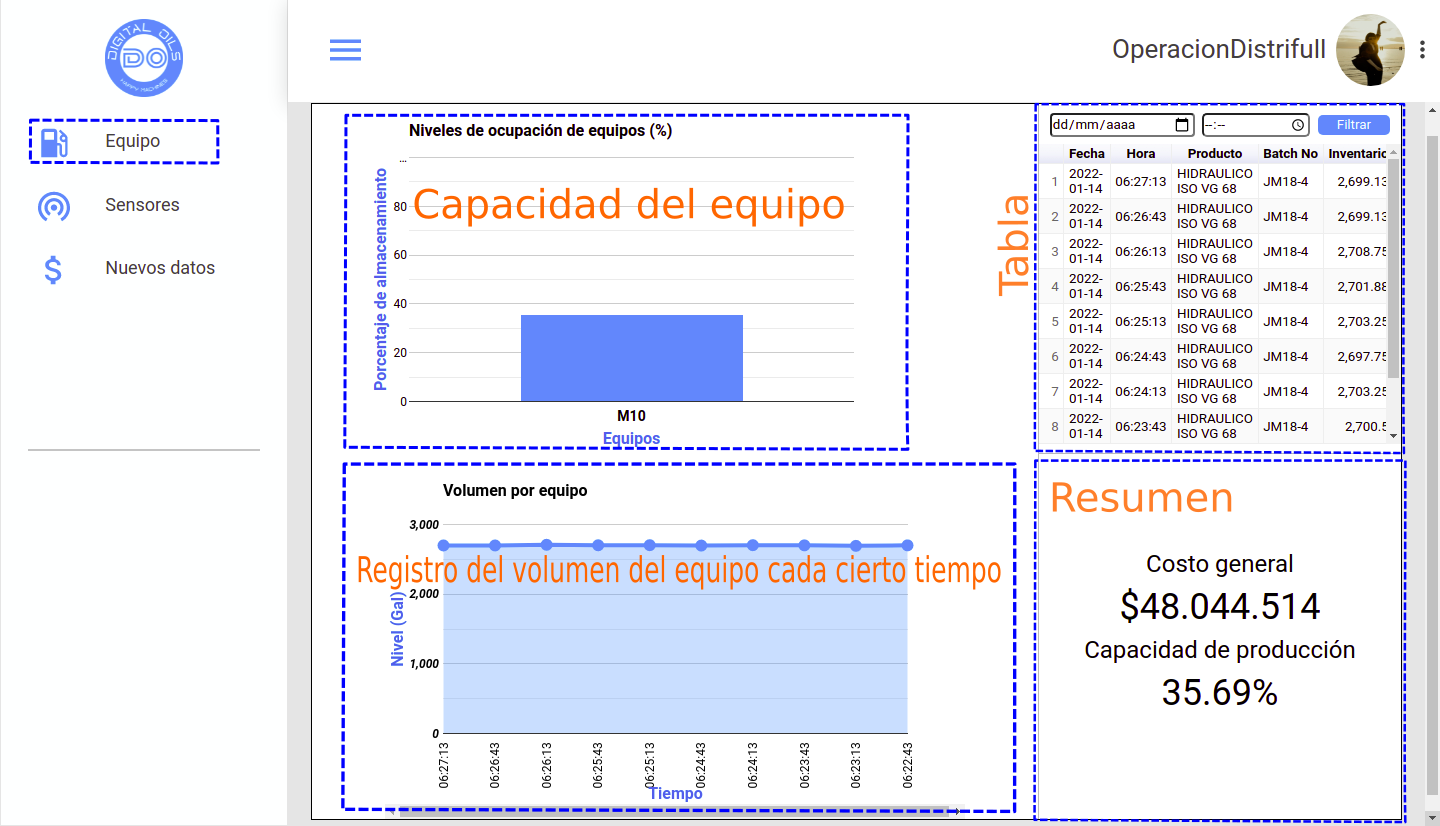 DIGITAL OILS
DO
HAPPY MACHINES
OperacionDistrifull
Equipo
Sensores
Nuevos datos
Niveles de ocupación de equipos (%)
...
80
60
40
20
0
Porcentaje de almacenamiento
Capacidad del equipo
M10
Equipos
Tabla
dd/mm/aaaa --:-- Filtrar
Fecha Hora Producto Batch No Inventario
1 2022-01-14 06:27:13 HIDRAULICO ISO VG 68 JM18-4 2,699.13
2 2022-01-14 06:26:43 HIDRAULICO ISO VG 68 JM18-4 2,699.13
3 2022-01-14 06:26:13 HIDRAULICO ISO VG 68 JM18-4 2,708.75
4 2022-01-14 06:25:43 HIDRAULICO ISO VG 68 JM18-4 2,701.88
5 2022-01-14 06:25:13 HIDRAULICO ISO VG 68 JM18-4 2,703.25
6 2022-01-14 06:24:43 HIDRAULICO ISO VG 68 JM18-4 2,697.75
7 2022-01-14 06:24:13 HIDRAULICO ISO VG 68 JM18-4 2,703.25
8 2022-01-14 06:23:43 HIDRAULICO ISO VG 68 JM18-4 2,700.5
Volumen por equipo
3,000
2,000
1,000
0
Nivel (Gal)
Registro del volumen del equipo cada cierto tiempo
06:27:13
06:26:43
06:26:13
06:25:43
06:25:13
06:24:43
06:24:13
06:23:43
06:23:13
06:22:43
Tiempo
Resumen
Costo general
$48.044.514
Capacidad de producción
35.69%